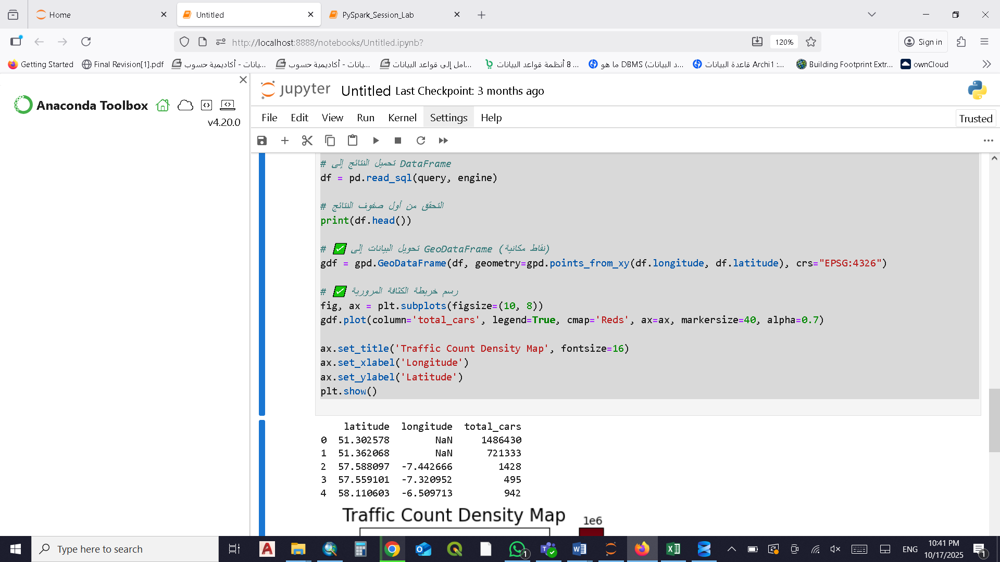 Home
Untitled
PySpark_Session_Lab
http://localhost:8888/notebooks/Untitled.ipynb?
120%
Sign in
Getting Started
Final Revision[1].pdf
...يانات - أكاديمية حسوب
...يانات - أكاديمية حسوب
...امل إلى قواعد البيانات
...8 أنظمة قواعد البيانات
ما هو DBMS (د البيانات...
قاعدة البيانات Archi1 :...
Building Footprint Extr...
ownCloud
Anaconda Toolbox
v4.20.0
jupyter
Untitled Last Checkpoint: 3 months ago
File Edit View Run Kernel Settings Help
Trusted
# تحميل النتائج إلى DataFrame
df = pd.read_sql(query, engine)
# التحقق من أول صفوف النتائج
print(df.head())
# ✅ تحويل البيانات إلى GeoDataFrame (نقاط مكانية)
gdf = gpd.GeoDataFrame(df, geometry=gpd.points_from_xy(df.longitude, df.latitude), crs="EPSG:4326")
# ✅ رسم خريطة الكثافة المرورية
fig, ax = plt.subplots(figsize=(10, 8))
gdf.plot(column='total_cars', legend=True, cmap='Reds', ax=ax, markersize=40, alpha=0.7)
ax.set_title('Traffic Count Density Map', fontsize=16)
ax.set_xlabel('Longitude')
ax.set_ylabel('Latitude')
plt.show()
latitude longitude total_cars
0 51.302578 NaN 1486430
1 51.362068 NaN 721333
2 57.588097 -7.442666 1428
3 57.559101 -7.320952 495
4 58.110603 -6.509713 942
Traffic Count Density Map
1e6
Type here to search
1
ENG
10:41 PM
10/17/2025
1